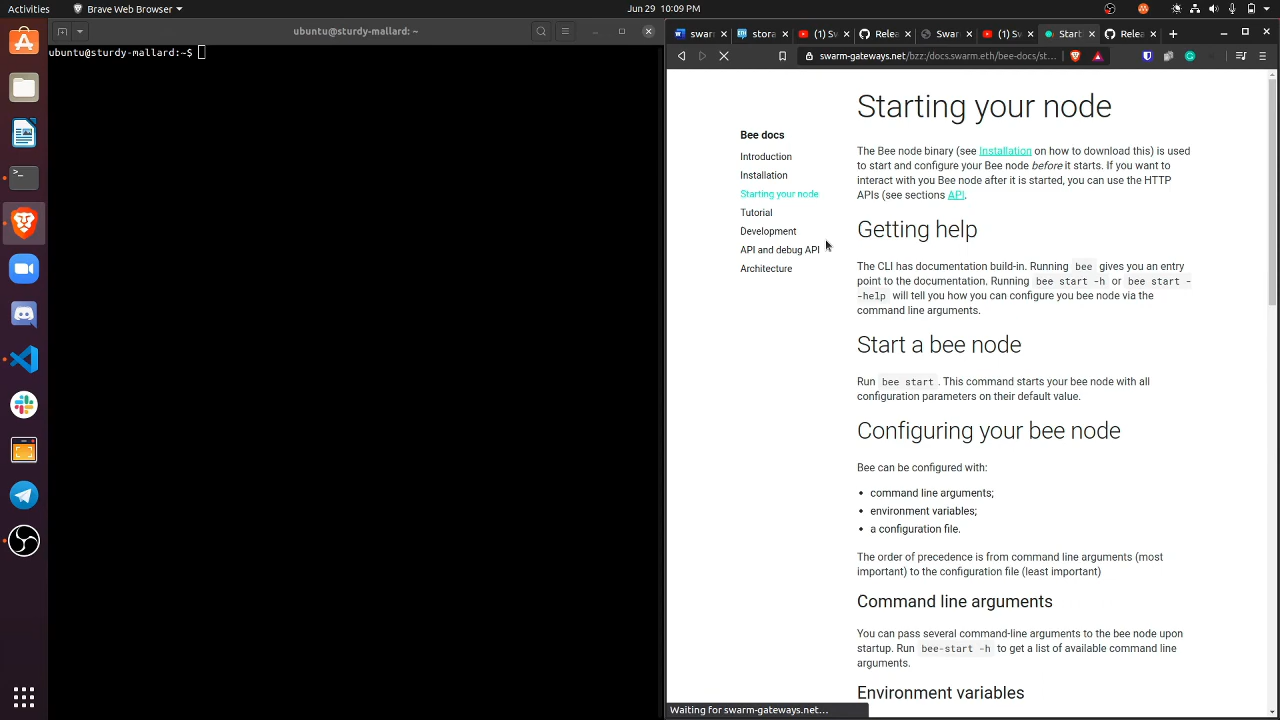 Activities
Brave Web Browser
Jun 29 10:09 PM
ubuntu@sturdy-mallard: ~
ubuntu@sturdy-mallard:~$
swarm
stora
(1) Sw
Relea
Swarm
(1) Sw
Start
Relea
swarm-gateways.net/bzz:/docs.swarm.eth/bee-docs/st...
Bee docs
Introduction
Installation
Starting your node
Tutorial
Development
API and debug API
Architecture
Starting your node
The Bee node binary (see Installation on how to download this) is used
to start and configure your Bee node before it starts. If you want to
interact with you Bee node after it is started, you can use the HTTP
APIs (see sections API.
Getting help
The CLI has documentation build-in. Running bee gives you an entry
point to the documentation. Running bee start -h or bee start -
-help will tell you how you can configure you bee node via the
command line arguments.
Start a bee node
Run bee start . This command starts your bee node with all
configuration parameters on their default value.
Configuring your bee node
Bee can be configured with:
• command line arguments;
• environment variables;
• a configuration file.
The order of precedence is from command line arguments (most
important) to the configuration file (least important)
Command line arguments
You can pass several command-line arguments to the bee node upon
startup. Run bee-start -h to get a list of available command line
arguments.
Environment variables
Waiting for swarm-gateways.net...